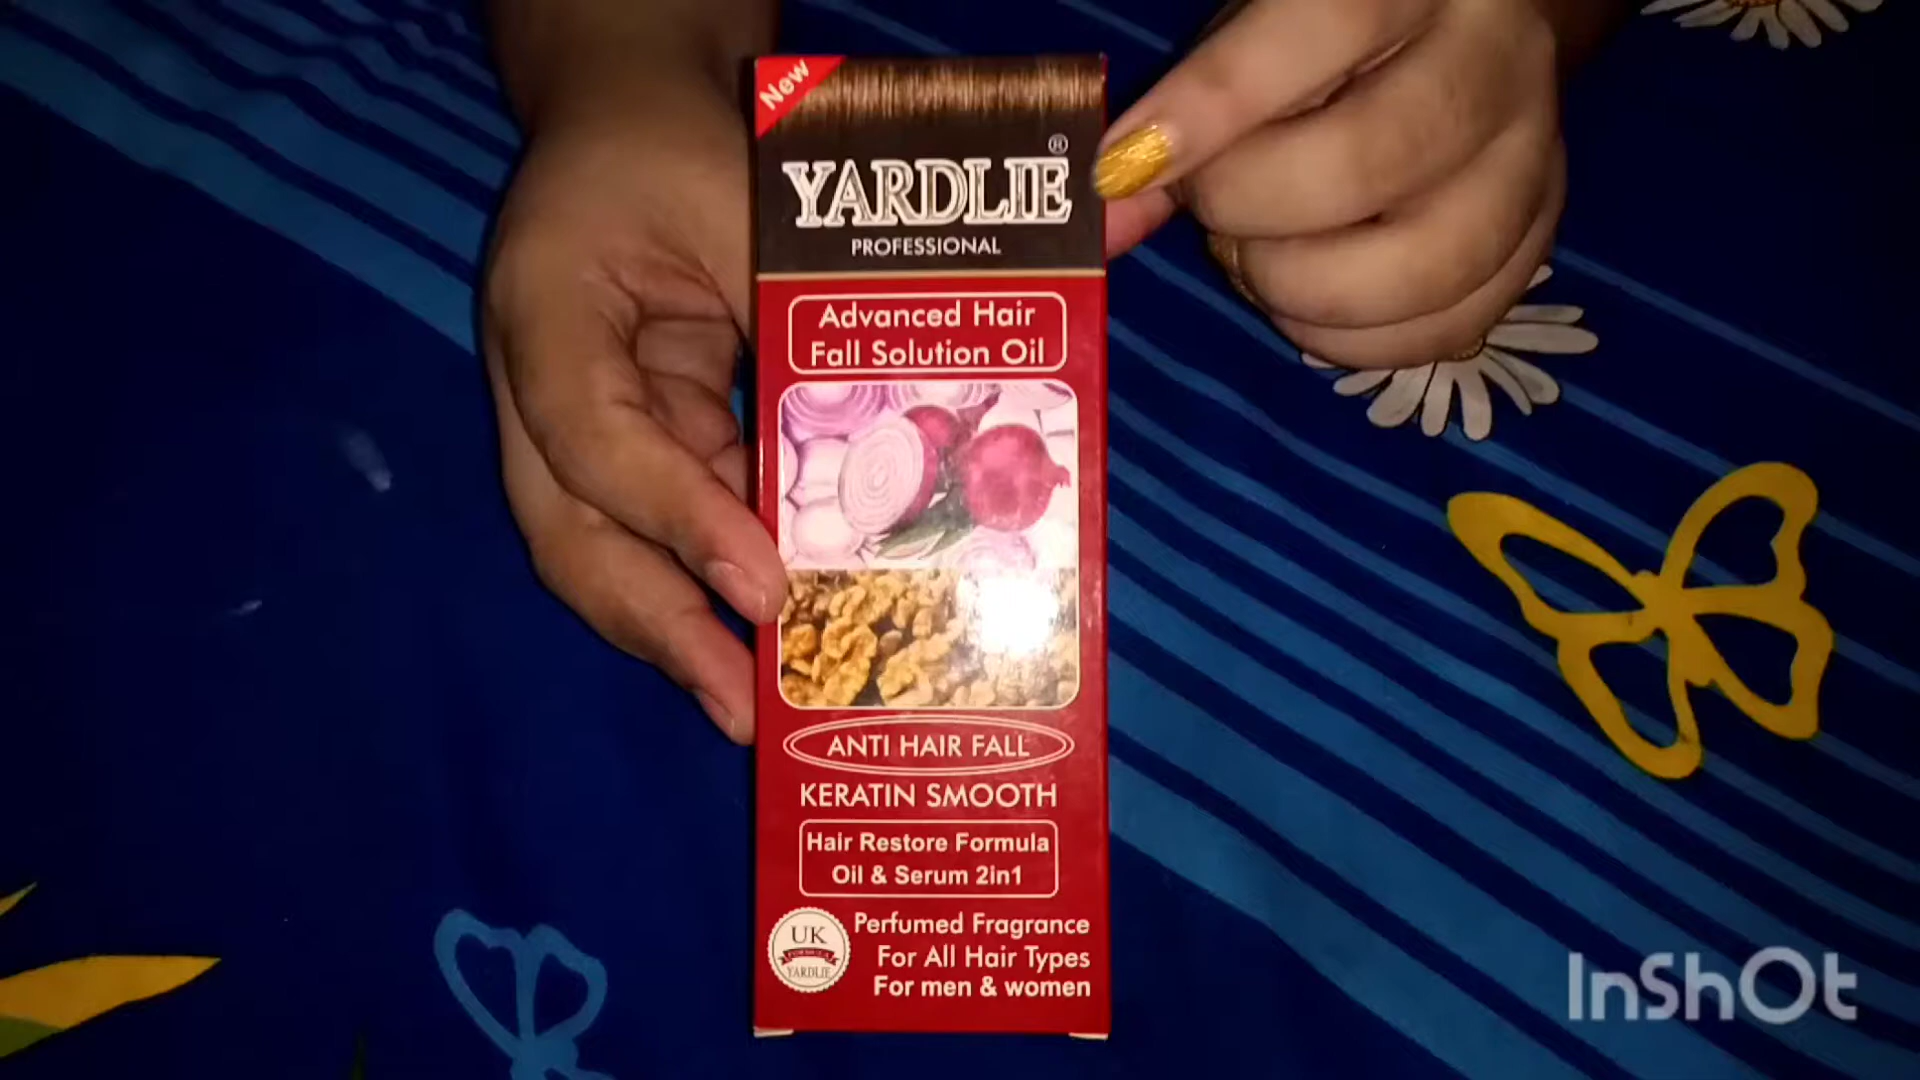 New
YARDLIE®
PROFESSIONAL
Advanced Hair
Fall Solution Oil
ANTI HAIR FALL
KERATIN SMOOTH
Hair Restore Formula
Oil & Serum 2in1
UK
FORMULA
YARDLIE
Perfumed Fragrance
For All Hair Types
For men & women
InShOt